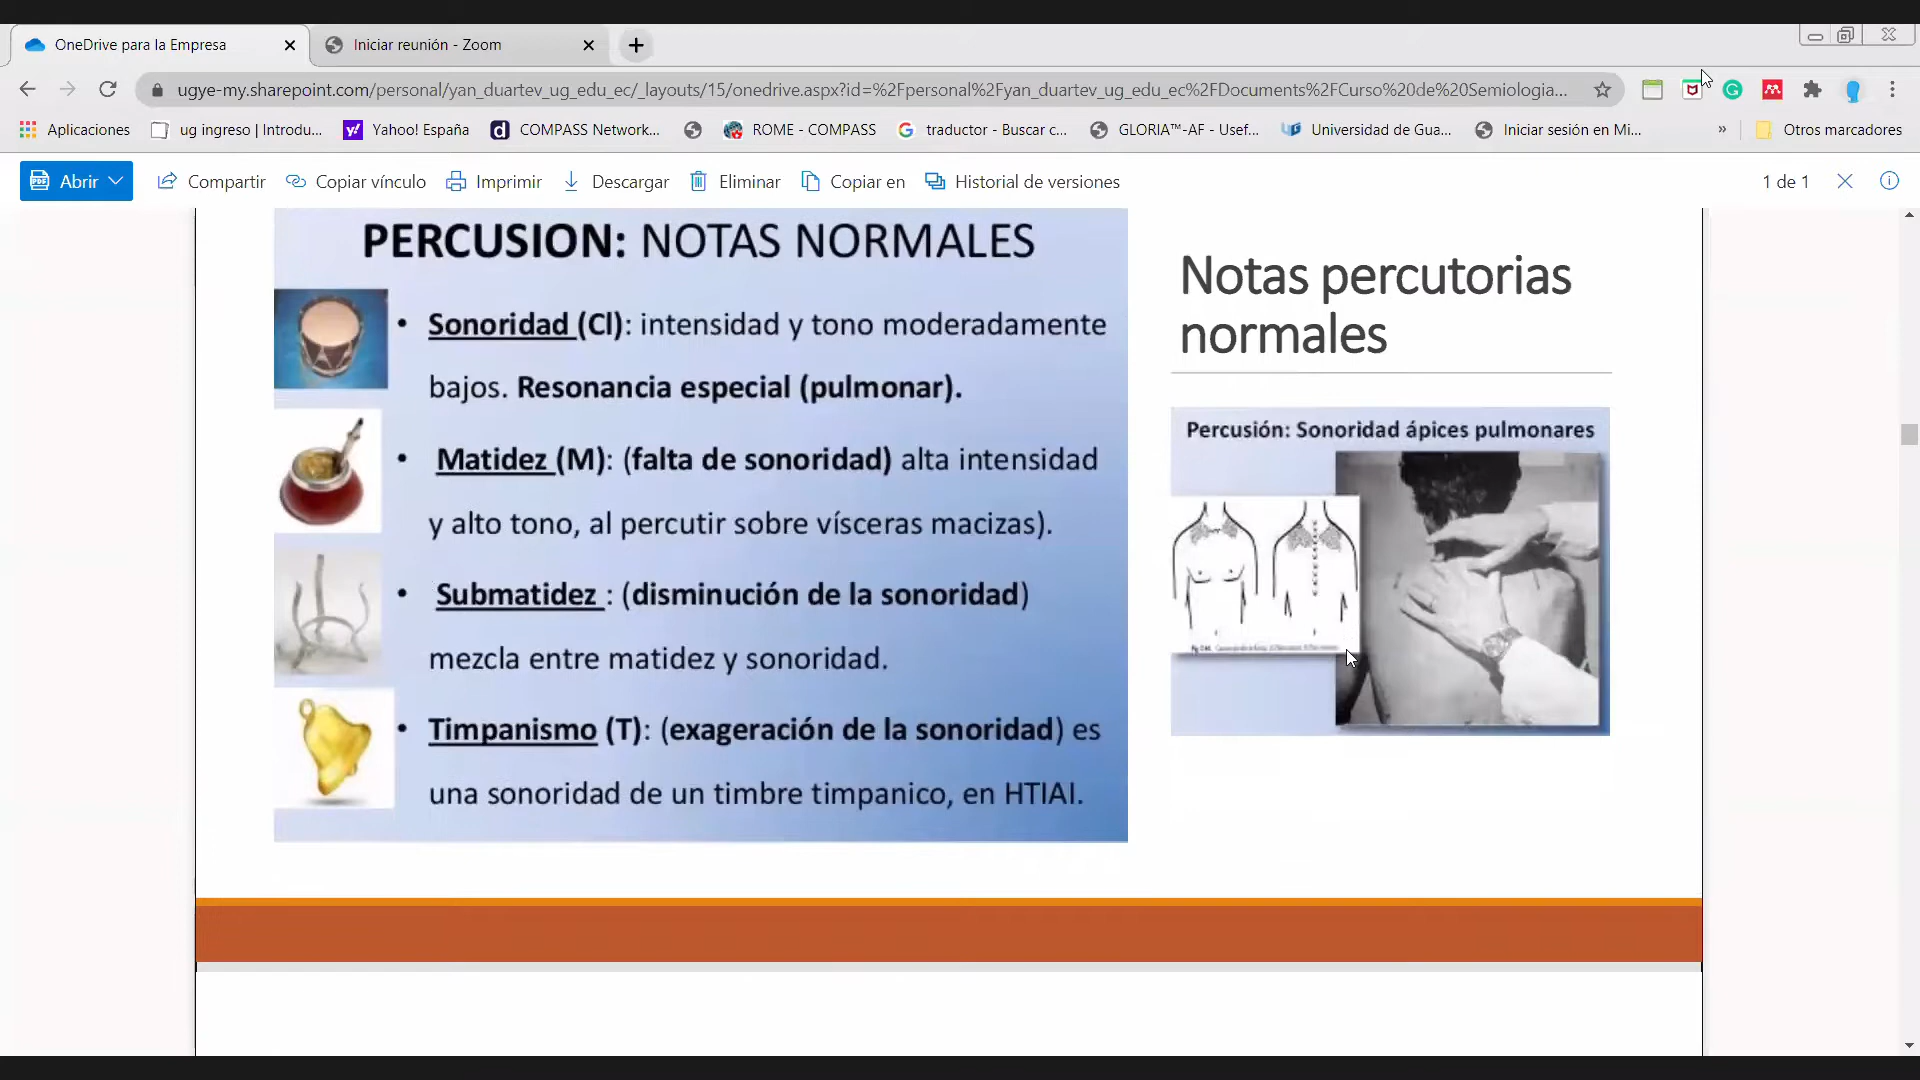 OneDrive para la Empresa
Iniciar reunión - Zoom
ugye-my.sharepoint.com/personal/yan_duartev_ug_edu_ec/_layouts/15/onedrive.aspx?id=%2Fpersonal%2Fyan_duartev_ug_edu_ec%2FDocuments%2FCurso%20de%20Semiologia...
Aplicaciones
ug ingreso | Introdu...
Yahoo! España
COMPASS Network...
ROME - COMPASS
traductor - Buscar c...
GLORIA™-AF - Usef...
Universidad de Gua...
Iniciar sesión en Mi...
»
Otros marcadores
Abrir
Compartir
Copiar vínculo
Imprimir
Descargar
Eliminar
Copiar en
Historial de versiones
1 de 1
PERCUSION: NOTAS NORMALES
• Sonoridad (Cl): intensidad y tono moderadamente
bajos. Resonancia especial (pulmonar).
• Matidez (M): (falta de sonoridad) alta intensidad
y alto tono, al percutir sobre vísceras macizas).
• Submatidez : (disminución de la sonoridad)
mezcla entre matidez y sonoridad.
• Timpanismo (T): (exageración de la sonoridad) es
una sonoridad de un timbre timpanico, en HTIAI.
Notas percutorias
normales
Percusión: Sonoridad ápices pulmonares